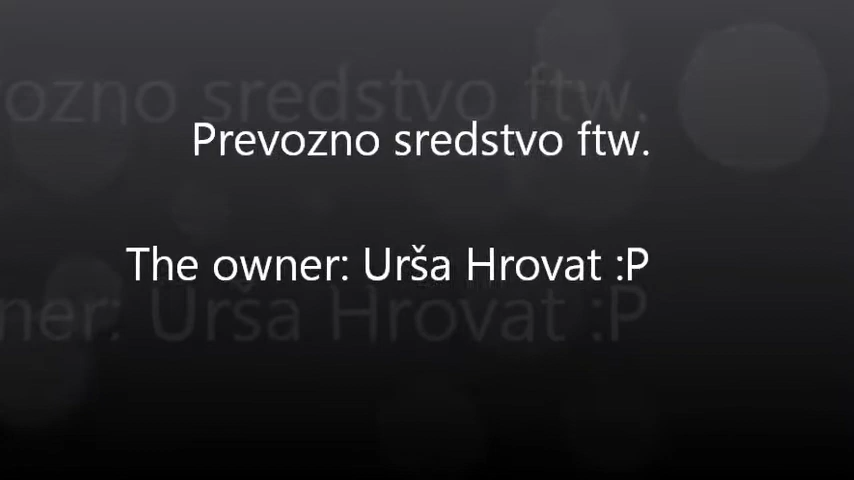 Prevozno sredstvo ftw.
The owner: Urša Hrovat :P